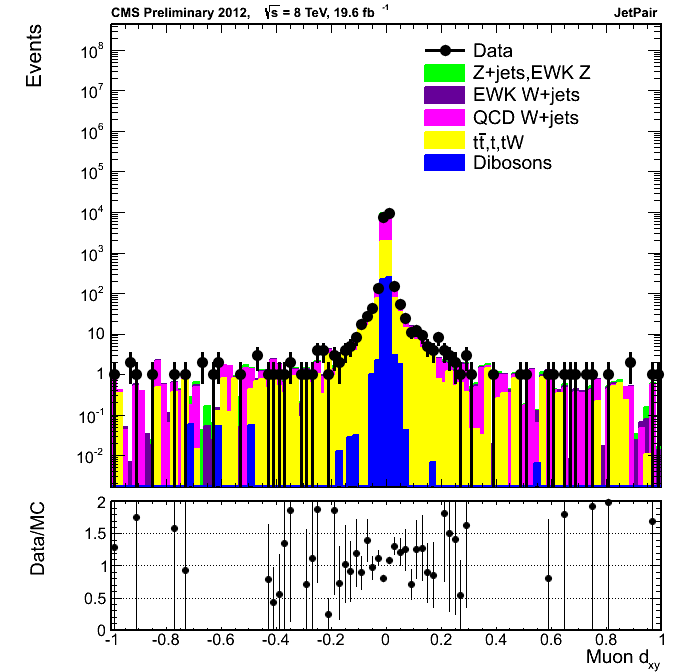 CMS Preliminary 2012, √s = 8 TeV, 19.6 fb⁻¹ JetPair
Events
10⁸
10⁷
10⁶
10⁵
10⁴
10³
10²
10
1
10⁻¹
10⁻²
Data
Z+jets,EWK Z
EWK W+jets
QCD W+jets
tt̄,t,tW
Dibosons
Data/MC
2
1.5
1
0.5
0
-1 -0.8 -0.6 -0.4 -0.2 0 0.2 0.4 0.6 0.8 1
Muon d_xy